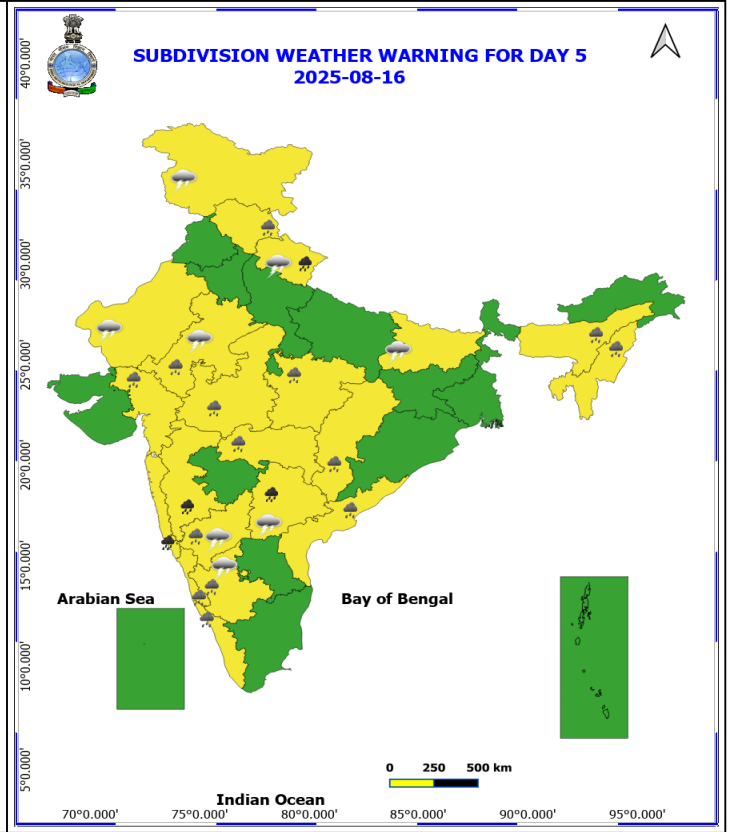 SUBDIVISION WEATHER WARNING FOR DAY 5
2025-08-16
40°0.000'
35°0.000'
30°0.000'
25°0.000'
20°0.000'
15°0.000'
10°0.000'
5°0.000'
Arabian Sea
Bay of Bengal
0 250 500 km
Indian Ocean
70°0.000' 75°0.000' 80°0.000' 85°0.000' 90°0.000' 95°0.000'